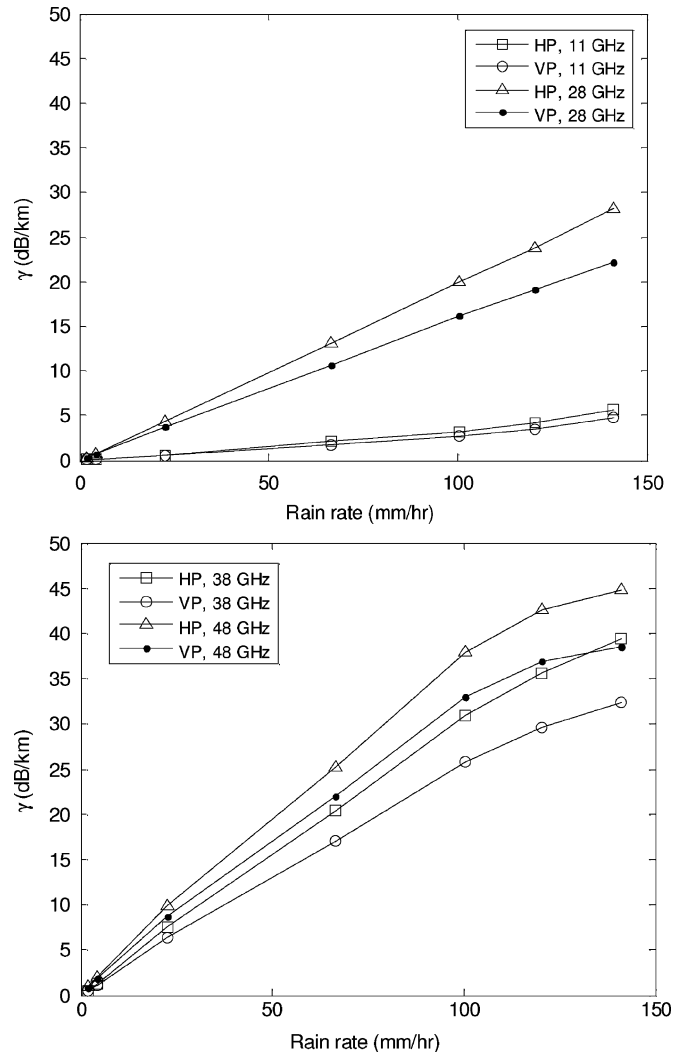 50
45
40
35
30
25
20
15
10
5
0
γ (dB/km)
HP, 11 GHz
VP, 11 GHz
HP, 28 GHz
VP, 28 GHz
50
100
150
Rain rate (mm/hr)
50
45
40
35
30
25
20
15
10
5
0
γ (dB/km)
HP, 38 GHz
VP, 38 GHz
HP, 48 GHz
VP, 48 GHz
0
50
100
150
Rain rate (mm/hr)